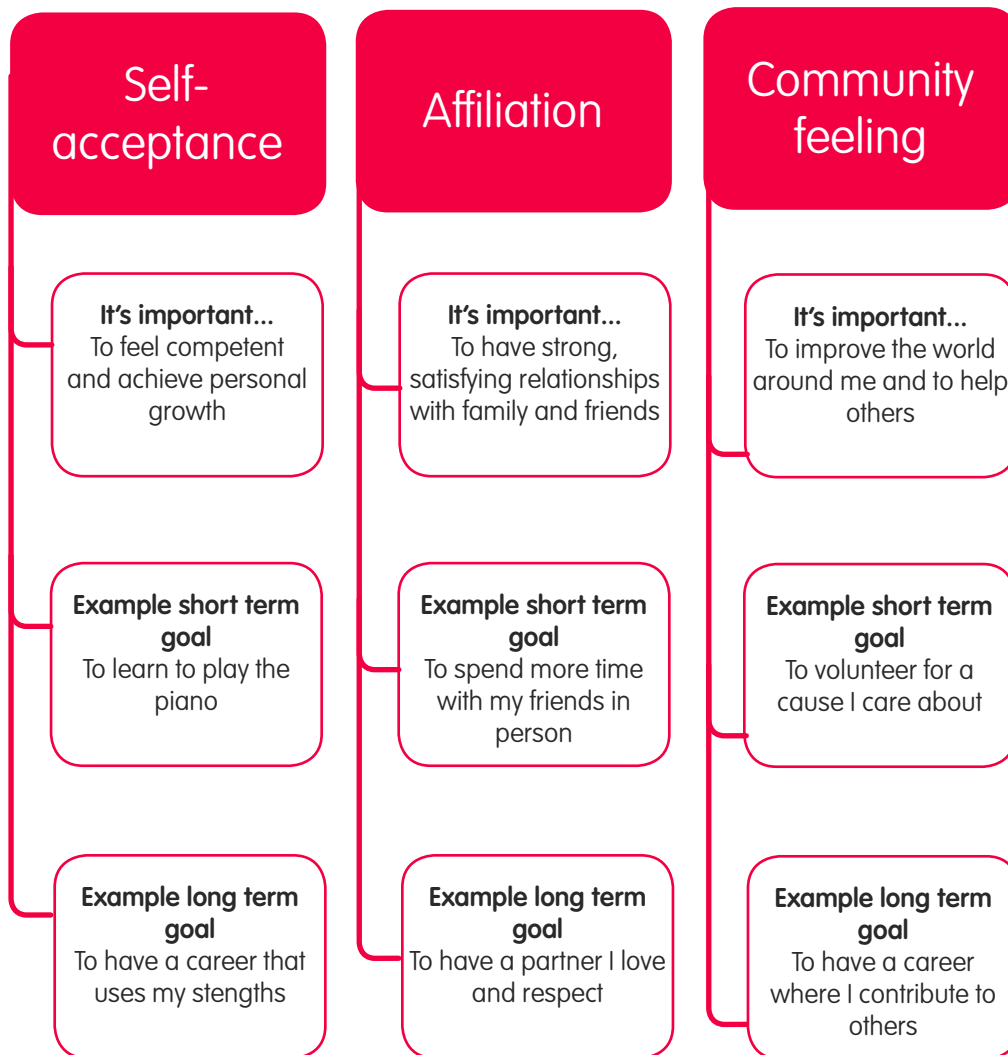 Self-
acceptance
It's important...
To feel competent
and achieve personal
growth
Example short term
goal
To learn to play the
piano
Example long term
goal
To have a career that
uses my stengths
Affiliation
It's important...
To have strong,
satisfying relationships
with family and friends
Example short term
goal
To spend more time
with my friends in
person
Example long term
goal
To have a partner I love
and respect
Community
feeling
It's important...
To improve the world
around me and to help
others
Example short term
goal
To volunteer for a
cause I care about
Example long term
goal
To have a career
where I contribute to
others